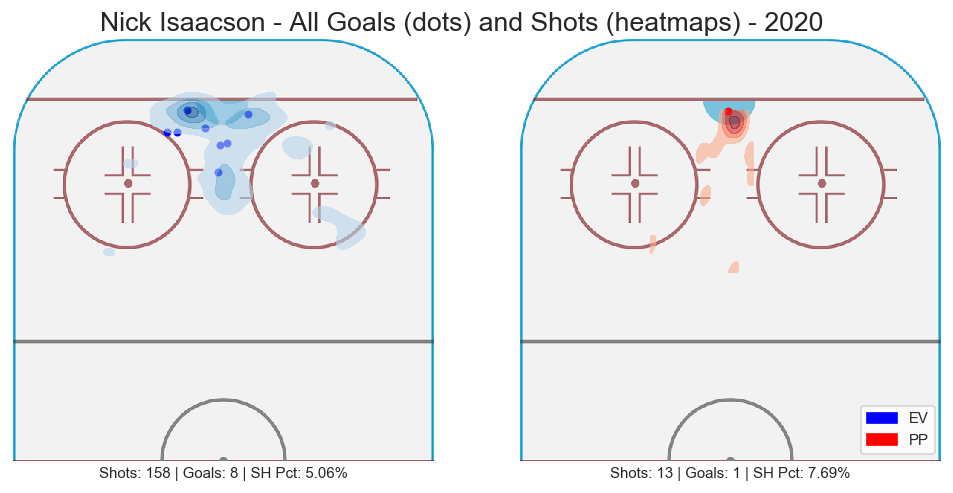 Nick Isaacson - All Goals (dots) and Shots (heatmaps) - 2020
EV
PP
Shots: 158 | Goals: 8 | SH Pct: 5.06%
Shots: 13 | Goals: 1 | SH Pct: 7.69%